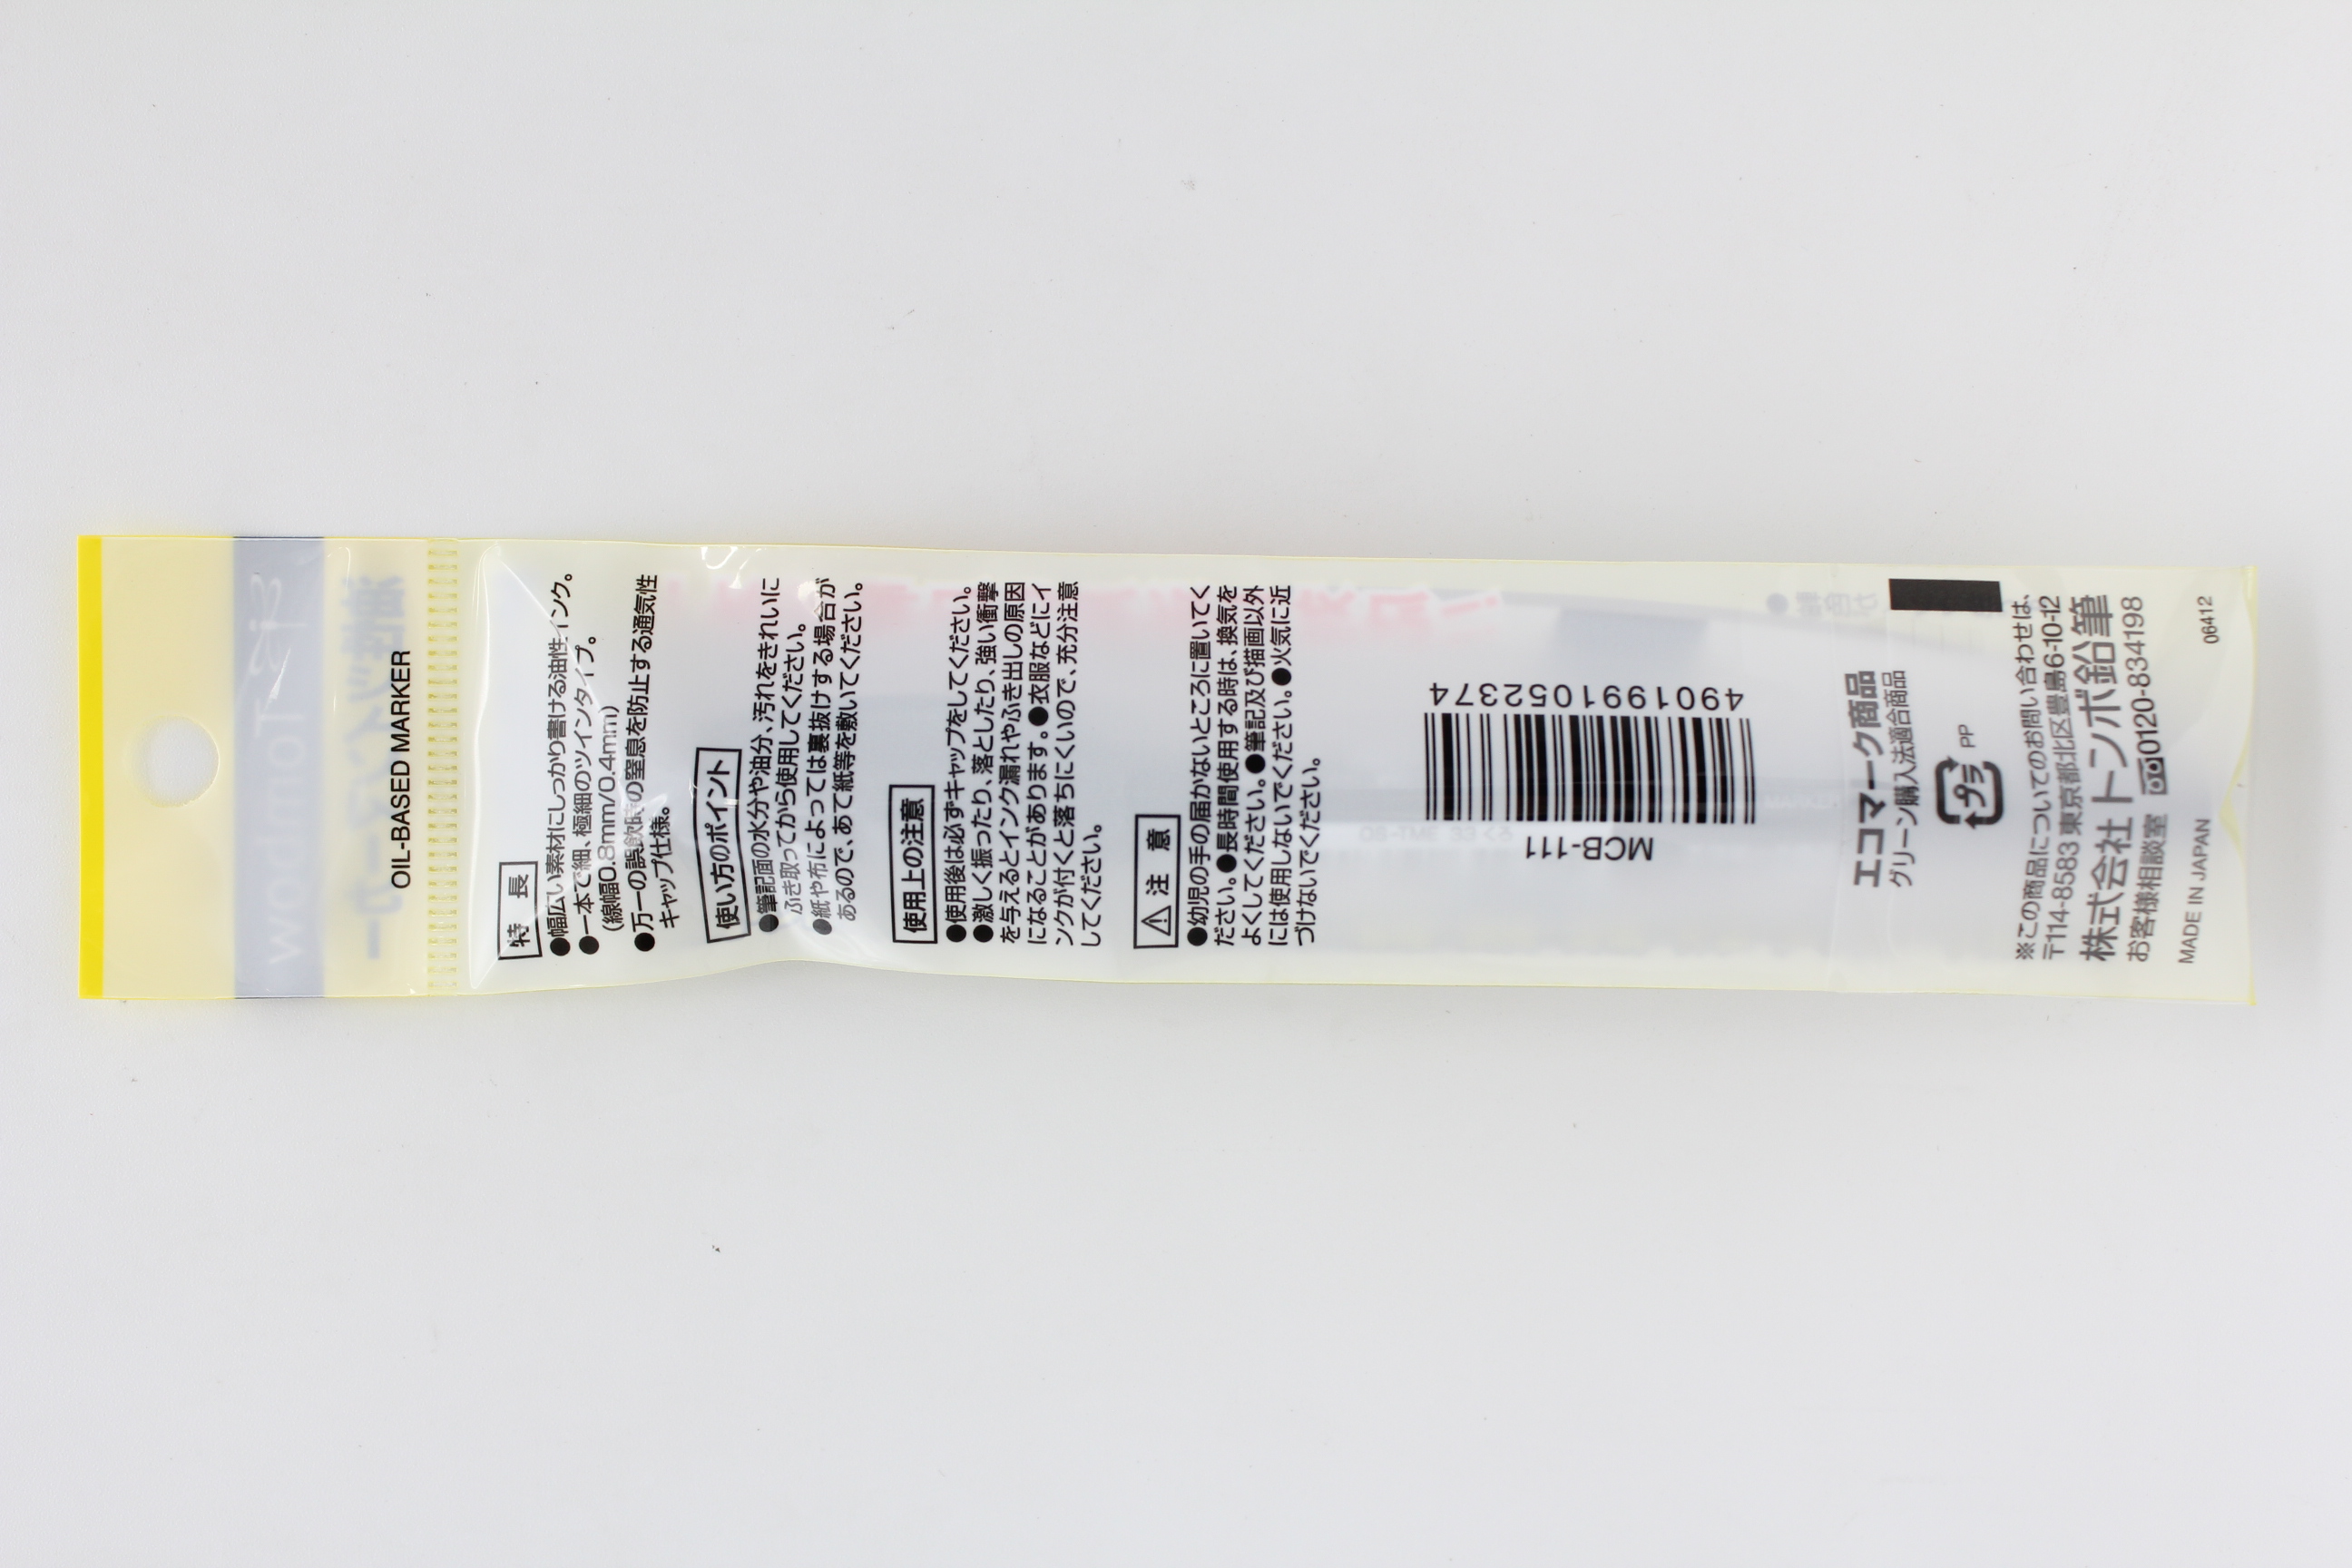 OIL-BASED MARKER
特 長
●幅広い素材にしっかり書ける油性インク。
●一本で細、極細のツインタイプ。
(線幅0.8mm/0.4mm)
●万一の誤飲時の窒息を防止する通気性
キャップ仕様。
使い方のポイント
●筆記面の水分や油分、汚れをきれいに
ふき取ってから使用してください。
●紙や布によっては裏抜けする場合が
あるので、あて紙等を敷いてください。
使用上の注意
●使用後は必ずキャップをしてください。
●激しく振ったり、落としたり、強い衝撃
を与えるとインク漏れやふき出しの原因
になることがあります。●衣服などにイ
ンクが付くと落ちにくいので、充分注意
してください。
⚠注 意
●幼児の手の届かないところに置いてく
ださい。●長時間使用する時は、換気を
よくしてください。●筆記及び描画以外
には使用しないでください。●火気に近
づけないでください。
MCB-111
4901991052374
エコマーク商品
グリーン購入法適合商品
プラ
PP
※この商品についてのお問い合わせは、
〒114-8583 東京都北区豊島6-10-12
株式会社トンボ鉛筆
お客様相談室 0120-834198
MADE IN JAPAN 06412
Tombow